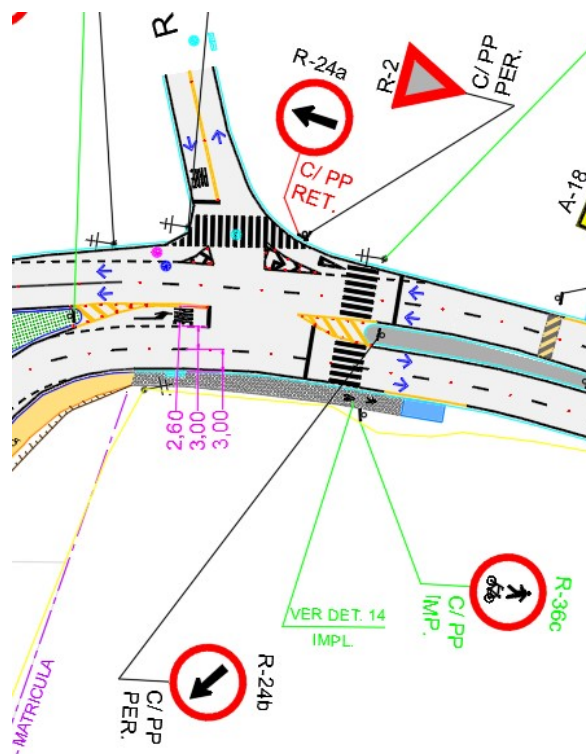 R
R-24a
C/ PP
RET.
R-2
C/ PP
PER.
A-18
2,60
3,00
3,00
VER DET. 14
IMPL.
C/ PP
IMP.
R-36c
R-24b
C/ PP
PER.
- MATRICULA